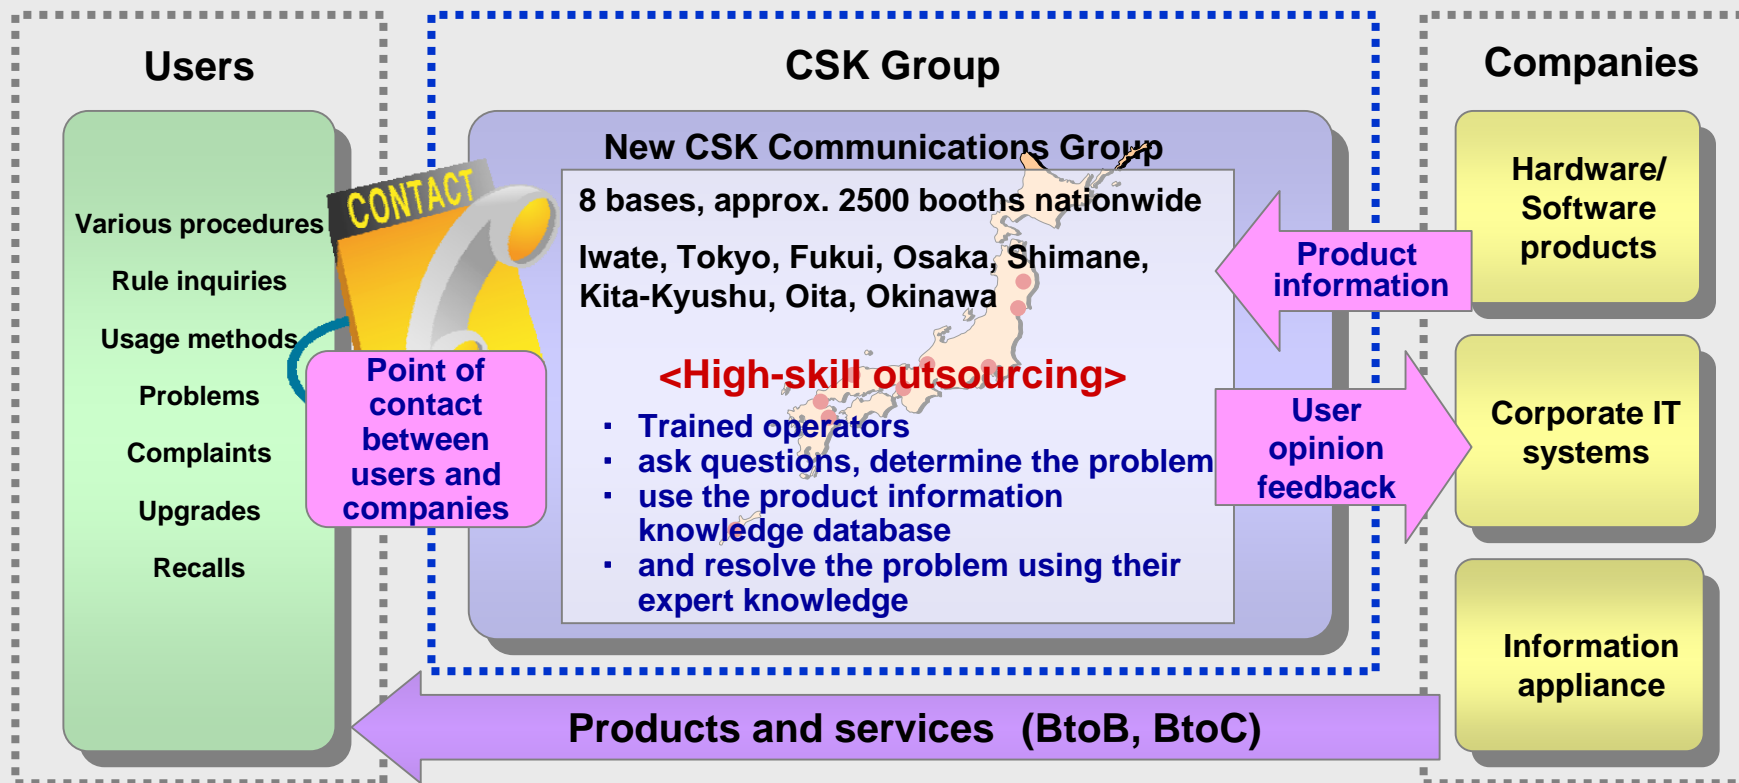 Users
Various procedures
Rule inquiries
Usage methods
Problems
Complaints
Upgrades
Recalls
CONTACT
Point of
contact
between
users and
companies
CSK Group
New CSK Communications Group
8 bases, approx. 2500 booths nationwide
Iwate, Tokyo, Fukui, Osaka, Shimane,
Kita-Kyushu, Oita, Okinawa
<High-skill outsourcing>
· Trained operators
· ask questions, determine the problem
· use the product information
knowledge database
· and resolve the problem using their
expert knowledge
Product
information
User
opinion
feedback
Companies
Hardware/
Software
products
Corporate IT
systems
Information
appliance
Products and services (BtoB, BtoC)